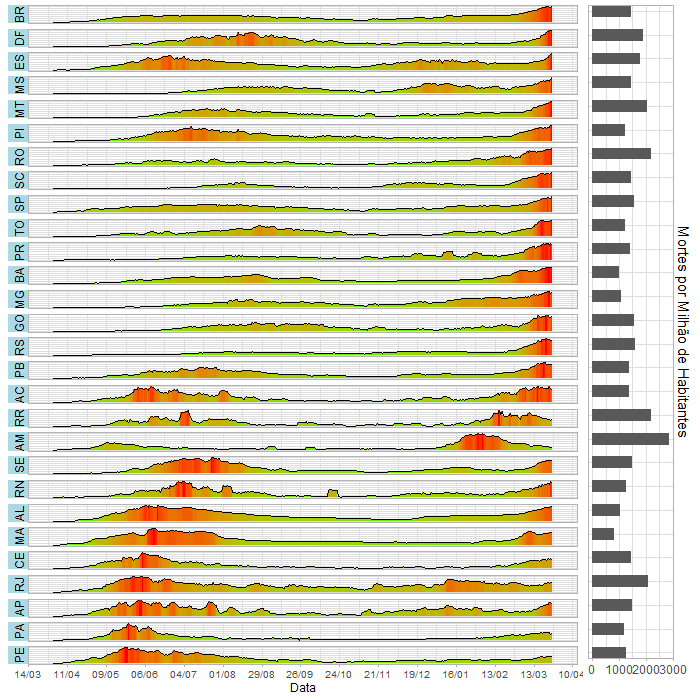 BR
DF
ES
MS
MT
PI
RO
SC
SP
TO
PR
BA
MG
GO
RS
PB
AC
RR
AM
SE
RN
AL
MA
CE
RJ
AP
PA
PE
14/03 11/04 09/05 06/06 04/07 01/08 29/08 26/09 24/10 21/11 19/12 16/01 13/02 13/03 10/04
Data
0 1000 2000 3000
Mortes por Milhão de Habitantes